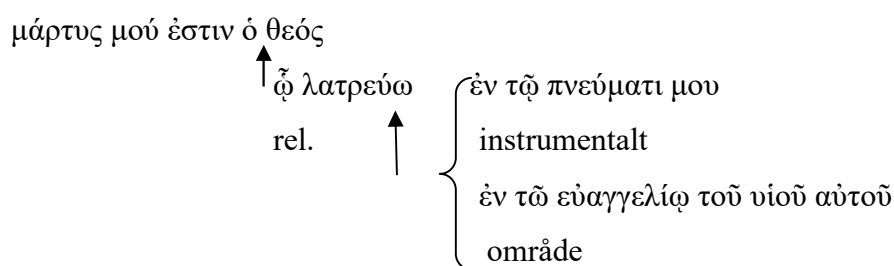 μάρτυς μού ἐστιν ὁ θεός
ᾧ λατρεύω ἐν τῷ πνεύματι μου
rel. instrumentalt
ἐν τῶ εὐαγγελίῳ τοῦ υἱοῦ αὐτοῦ
område